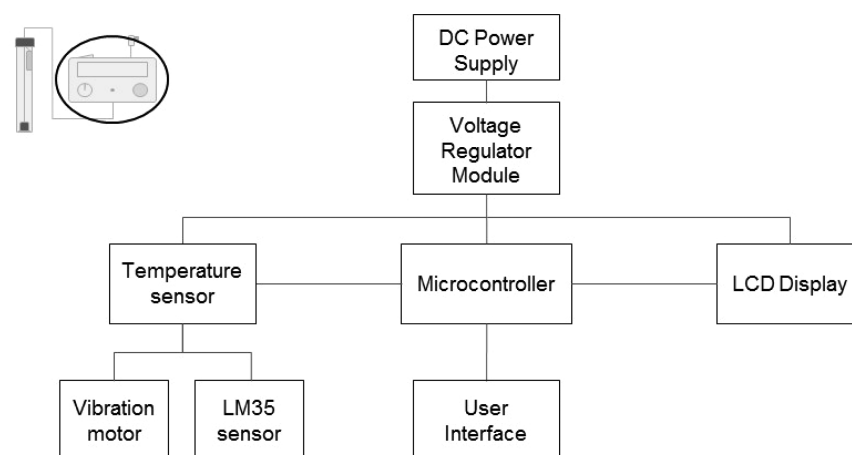 DC Power
Supply
Voltage
Regulator
Module
Temperature
sensor
Microcontroller
LCD Display
Vibration
motor
LM35
sensor
User
Interface